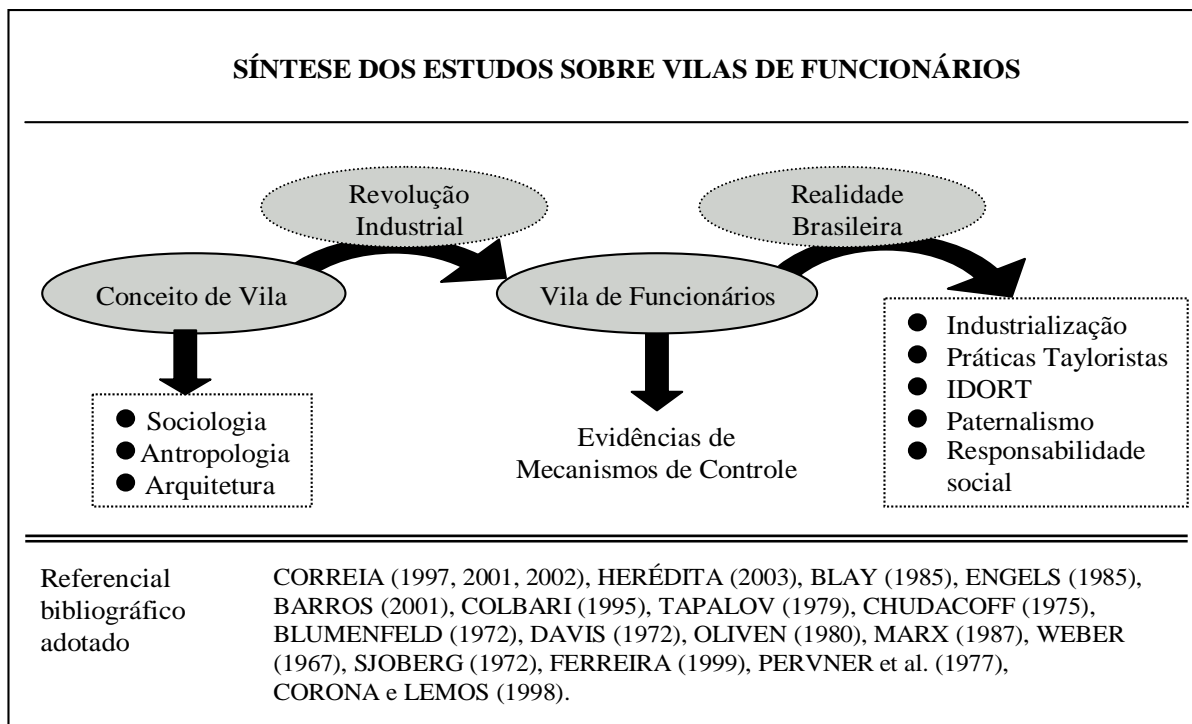 SÍNTESE DOS ESTUDOS SOBRE VILAS DE FUNCIONÁRIOS
Revolução
Industrial
Realidade
Brasileira
Conceito de Vila
Vila de Funcionários
● Sociologia
● Antropologia
● Arquitetura
Evidências de
Mecanismos de Controle
● Industrialização
● Práticas Tayloristas
● IDORT
● Paternalismo
● Responsabilidade
social
Referencial
bibliográfico
adotado
CORREIA (1997, 2001, 2002), HERÉDITA (2003), BLAY (1985), ENGELS (1985),
BARROS (2001), COLBARI (1995), TAPALOV (1979), CHUDACOFF (1975),
BLUMENFELD (1972), DAVIS (1972), OLIVEN (1980), MARX (1987), WEBER
(1967), SJOBERG (1972), FERREIRA (1999), PERVNER et al. (1977),
CORONA e LEMOS (1998).